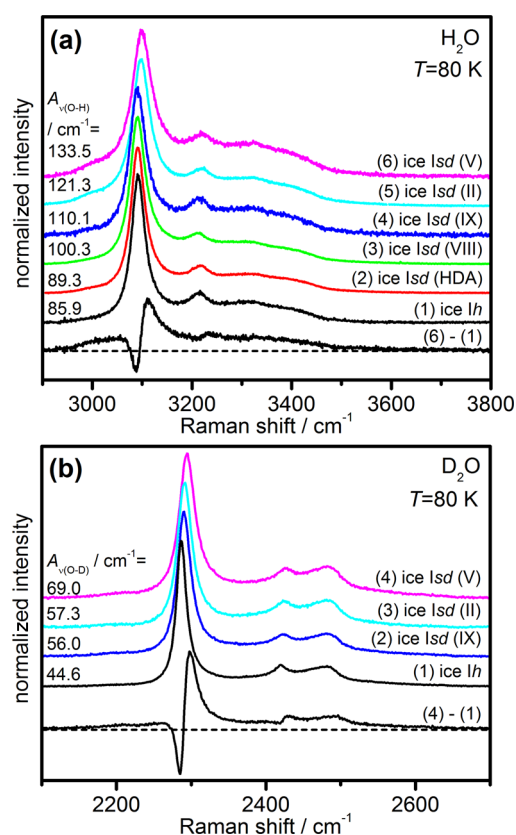 (a)
H₂O
T=80 K
Aν(O-H)
/ cm⁻¹=
133.5
121.3
110.1
100.3
89.3
85.9
(6) ice Isd (V)
(5) ice Isd (II)
(4) ice Isd (IX)
(3) ice Isd (VIII)
(2) ice Isd (HDA)
(1) ice Ih
(6) - (1)
normalized intensity
3000 3200 3400 3600 3800
Raman shift / cm⁻¹
(b)
D₂O
T=80 K
Aν(O-D) / cm⁻¹=
69.0
57.3
56.0
44.6
(4) ice Isd (V)
(3) ice Isd (II)
(2) ice Isd (IX)
(1) ice Ih
(4) - (1)
normalized intensity
2200 2400 2600
Raman shift / cm⁻¹